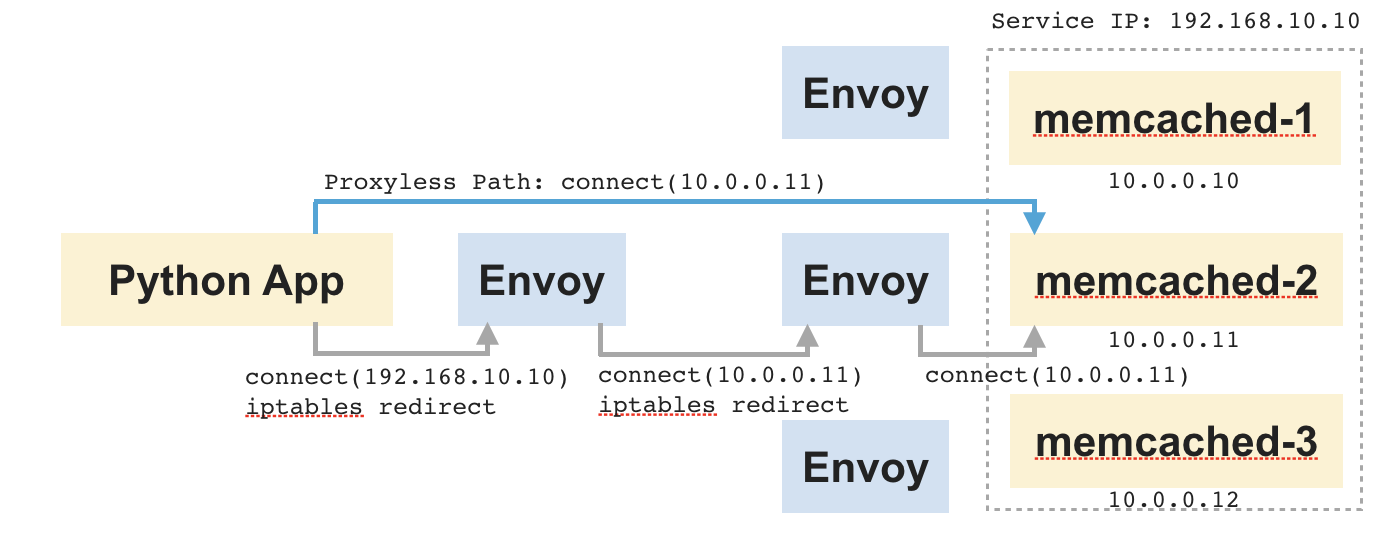 Service IP: 192.168.10.10
Envoy
memcached-1
10.0.0.10
Proxyless Path: connect(10.0.0.11)
Python App
Envoy
Envoy
memcached-2
10.0.0.11
connect(192.168.10.10)
iptables redirect
connect(10.0.0.11)
iptables redirect
connect(10.0.0.11)
Envoy
memcached-3
10.0.0.12